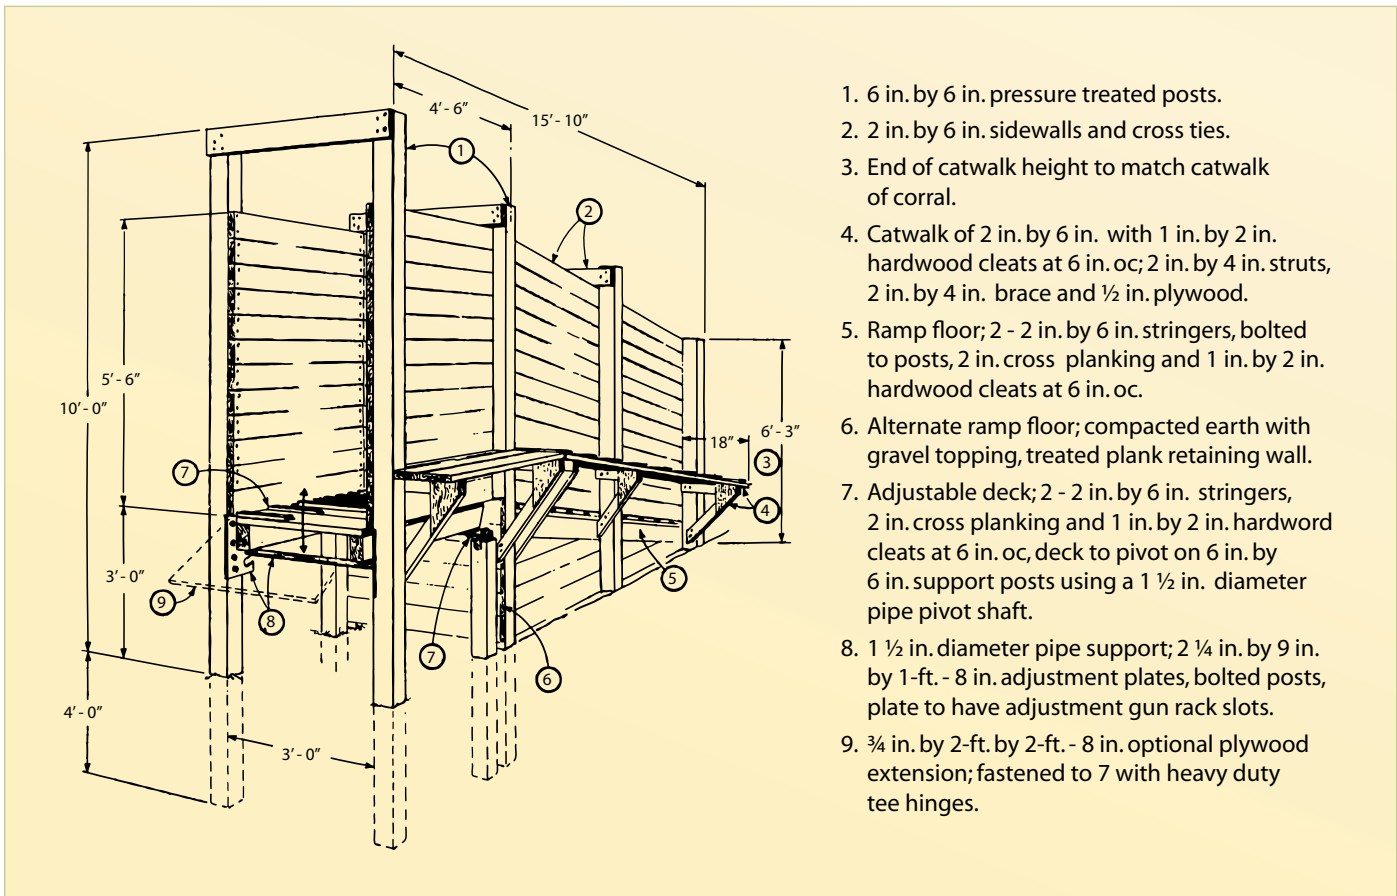 4’ - 6”
15’ - 10”
1
2
5’ - 6”
10’ - 0”
18”
6’ - 3”
3
7
4
3’ - 0”
5
9
8
7
6
4’ - 0”
3’ - 0”
1. 6 in. by 6 in. pressure treated posts.
2. 2 in. by 6 in. sidewalls and cross ties.
3. End of catwalk height to match catwalk
of corral.
4. Catwalk of 2 in. by 6 in. with 1 in. by 2 in.
hardwood cleats at 6 in. oc; 2 in. by 4 in. struts,
2 in. by 4 in. brace and ½ in. plywood.
5. Ramp floor; 2 - 2 in. by 6 in. stringers, bolted
to posts, 2 in. cross planking and 1 in. by 2 in.
hardwood cleats at 6 in. oc.
6. Alternate ramp floor; compacted earth with
gravel topping, treated plank retaining wall.
7. Adjustable deck; 2 - 2 in. by 6 in. stringers,
2 in. cross planking and 1 in. by 2 in. hardword
cleats at 6 in. oc, deck to pivot on 6 in. by
6 in. support posts using a 1 ½ in. diameter
pipe pivot shaft.
8. 1 ½ in. diameter pipe support; 2 ¼ in. by 9 in.
by 1-ft. - 8 in. adjustment plates, bolted posts,
plate to have adjustment gun rack slots.
9. ¾ in. by 2-ft. by 2-ft. - 8 in. optional plywood
extension; fastened to 7 with heavy duty
tee hinges.